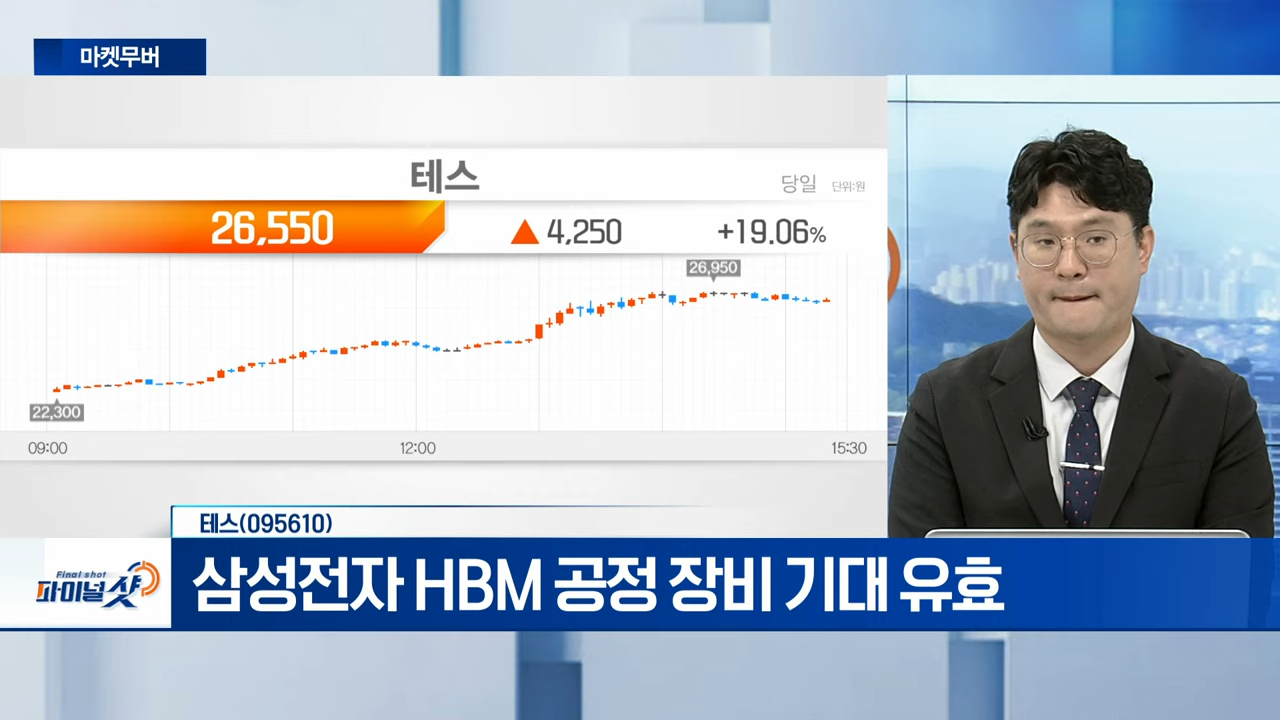 마켓무버
테스
당일 단위:원
26,550 ▲ 4,250 +19.06%
26,950
22,300
09:00 12:00 15:30
테스(095610)
Final shot
파이널샷
삼성전자 HBM 공정 장비 기대 유효